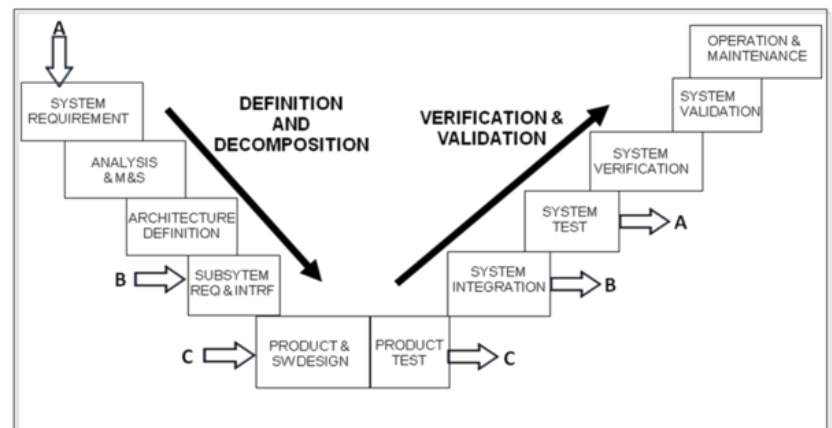 A
SYSTEM
REQUIREMENT
ANALYSIS
& M&S
ARCHITECTURE
DEFINITION
B
SUBSYTEM
REQ & INTRF
C
PRODUCT &
SWDESIGN
DEFINITION
AND
DECOMPOSITION
VERIFICATION &
VALIDATION
PRODUCT
TEST
C
SYSTEM
INTEGRATION
B
SYSTEM
TEST
A
SYSTEM
VERIFICATION
SYSTEM
VALIDATION
OPERATION &
MAINTENANCE